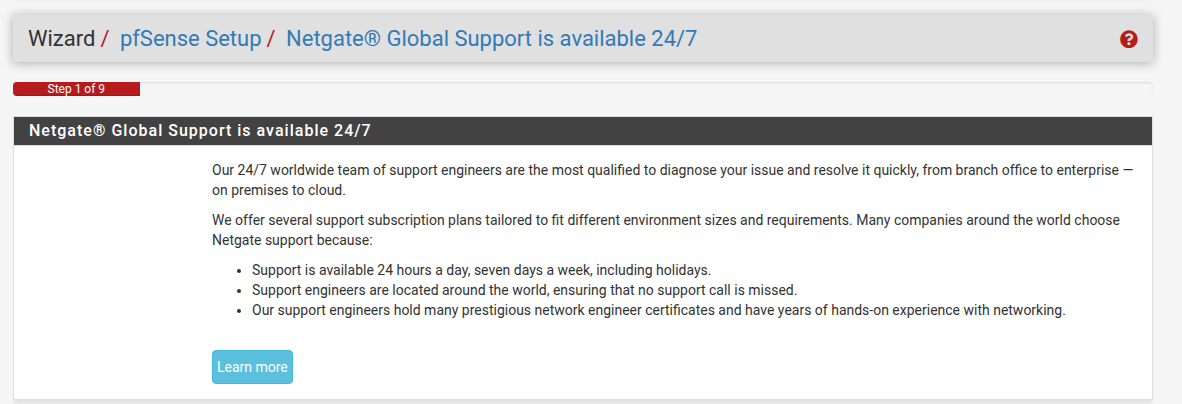 Wizard / pfSense Setup / Netgate® Global Support is available 24/7
Step 1 of 9
Netgate® Global Support is available 24/7
Our 24/7 worldwide team of support engineers are the most qualified to diagnose your issue and resolve it quickly, from branch office to enterprise —
on premises to cloud.
We offer several support subscription plans tailored to fit different environment sizes and requirements. Many companies around the world choose
Netgate support because:
• Support is available 24 hours a day, seven days a week, including holidays.
• Support engineers are located around the world, ensuring that no support call is missed.
• Our support engineers hold many prestigious network engineer certificates and have years of hands-on experience with networking.
Learn more